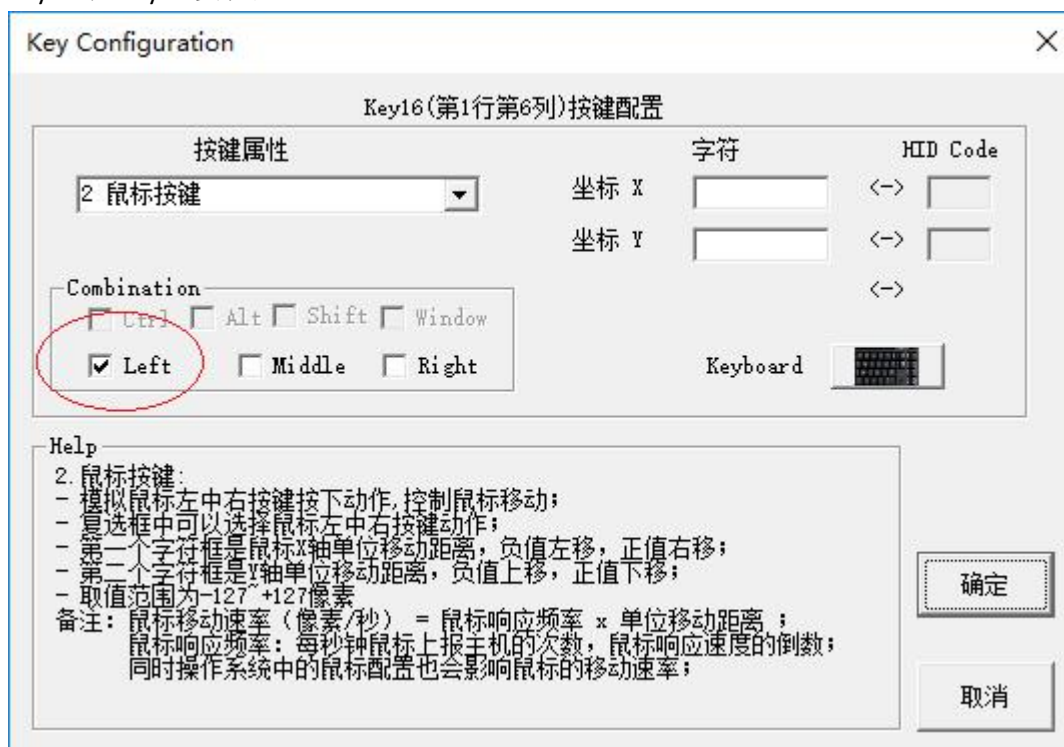 Key Configuration
Key16(第1行第6列)按键配置
按键属性 字符 HID Code
2 鼠标按键 坐标 X <->
坐标 Y <->
Combination <->
Ctrl Alt Shift Window
Left Middle Right Keyboard
Help
2.鼠标按键:
- 模拟鼠标左中右按键按下动作,控制鼠标移动;
- 复选框中可以选择鼠标左中右按键动作;
- 第一个字符框是鼠标X轴单位移动距离，负值左移，正值右移;
- 第二个字符框是Y轴单位移动距离，负值上移，正值下移;
- 取值范围为-127~+127像素
备注: 鼠标移动速率（像素/秒） = 鼠标响应频率 x 单位移动距离 ;
鼠标响应频率: 每秒钟鼠标上报主机的次数，鼠标响应速度的倒数;
同时操作系统中的鼠标配置也会影响鼠标的移动速率;
确定
取消